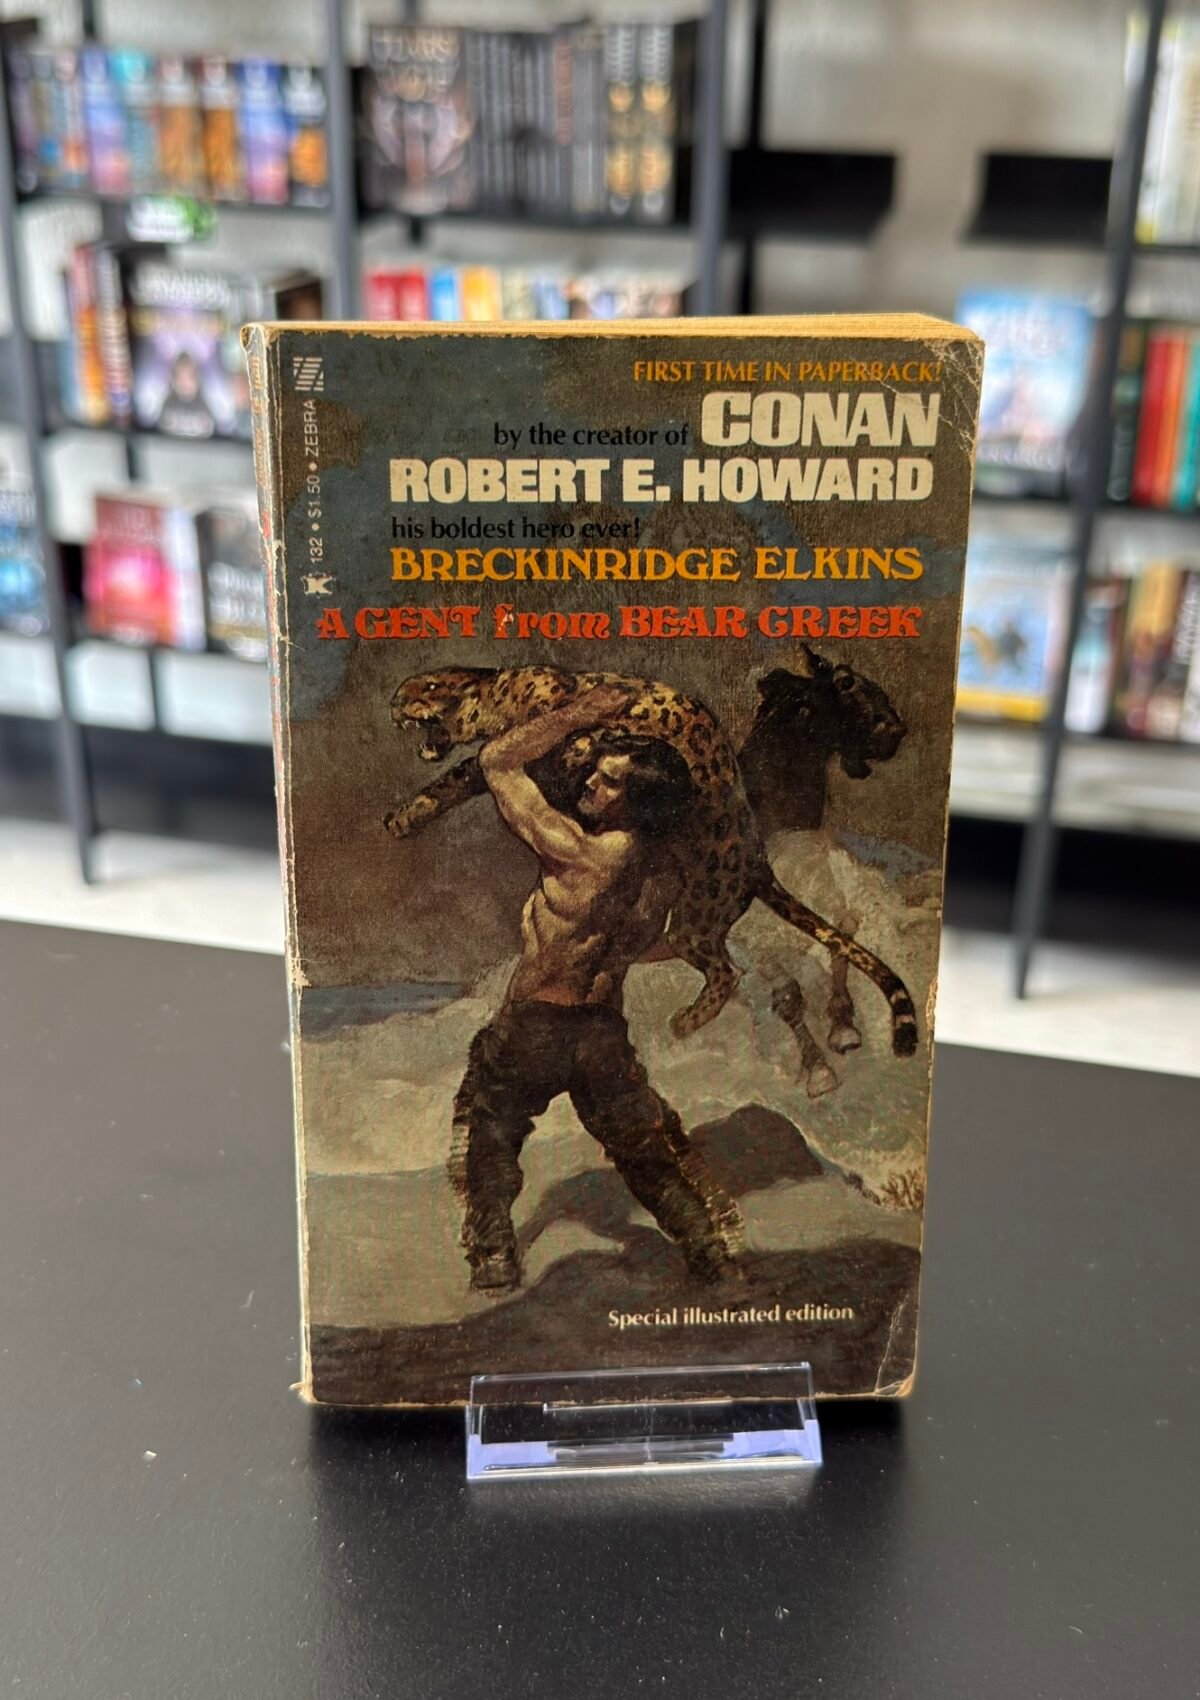 FIRST TIME IN PAPERBACK!
by the creator of CONAN
ROBERT E. HOWARD
his boldest hero ever!
BRECKINRIDGE ELKINS
A GENT from BEAR CREEK
132 • $1.50 • ZEBRA
Special illustrated edition